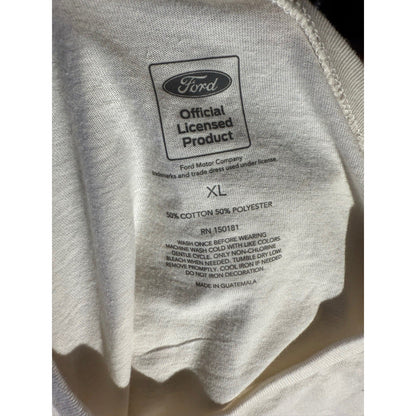 Ford
Official
Licensed
Product
Ford Motor Company
Trademarks and trade dress used under license.
XL
50% COTTON 50% POLYESTER
RN 150181
WASH ONCE BEFORE WEARING
MACHINE WASH COLD WITH LIKE COLORS
GENTLE CYCLE. ONLY NON-CHLORINE
BLEACH WHEN NEEDED. TUMBLE DRY LOW
REMOVE PROMPTLY. COOL IRON IF NEEDED
DO NOT IRON DECORATION.
MADE IN GUATEMALA